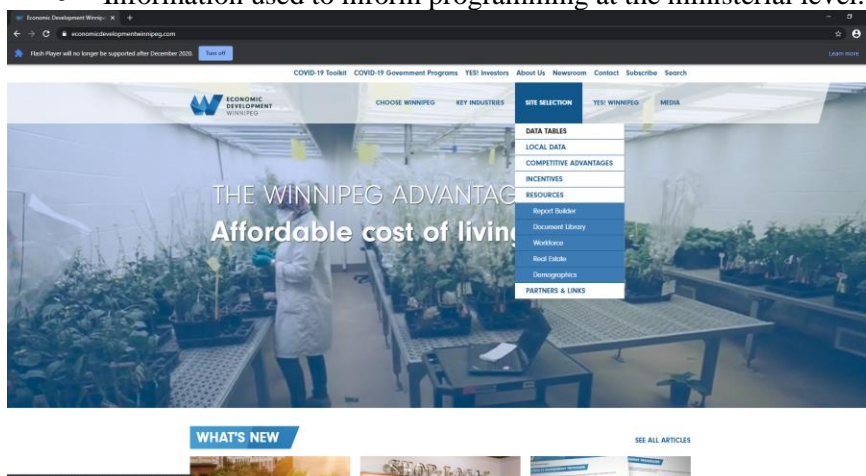 • Information used to inform programming at the ministerial level.
Economic Development Winnip
economicdevelopmentwinnipeg.com
Flash Player will no longer be supported after December 2020. Turn off Learn more
COVID-19 Toolkit COVID-19 Government Programs YES! Investors About Us Newsroom Contact Subscribe Search
ECONOMIC
DEVELOPMENT
WINNIPEG
CHOOSE WINNIPEG KEY INDUSTRIES SITE SELECTION YES! WINNIPEG MEDIA
DATA TABLES
LOCAL DATA
COMPETITIVE ADVANTAGES
INCENTIVES
RESOURCES
Report Builder
Document Library
Workforce
Real Estate
Demographics
PARTNERS & LINKS
THE WINNIPEG ADVANTAG
Affordable cost of livin
WHAT'S NEW
SEE ALL ARTICLES